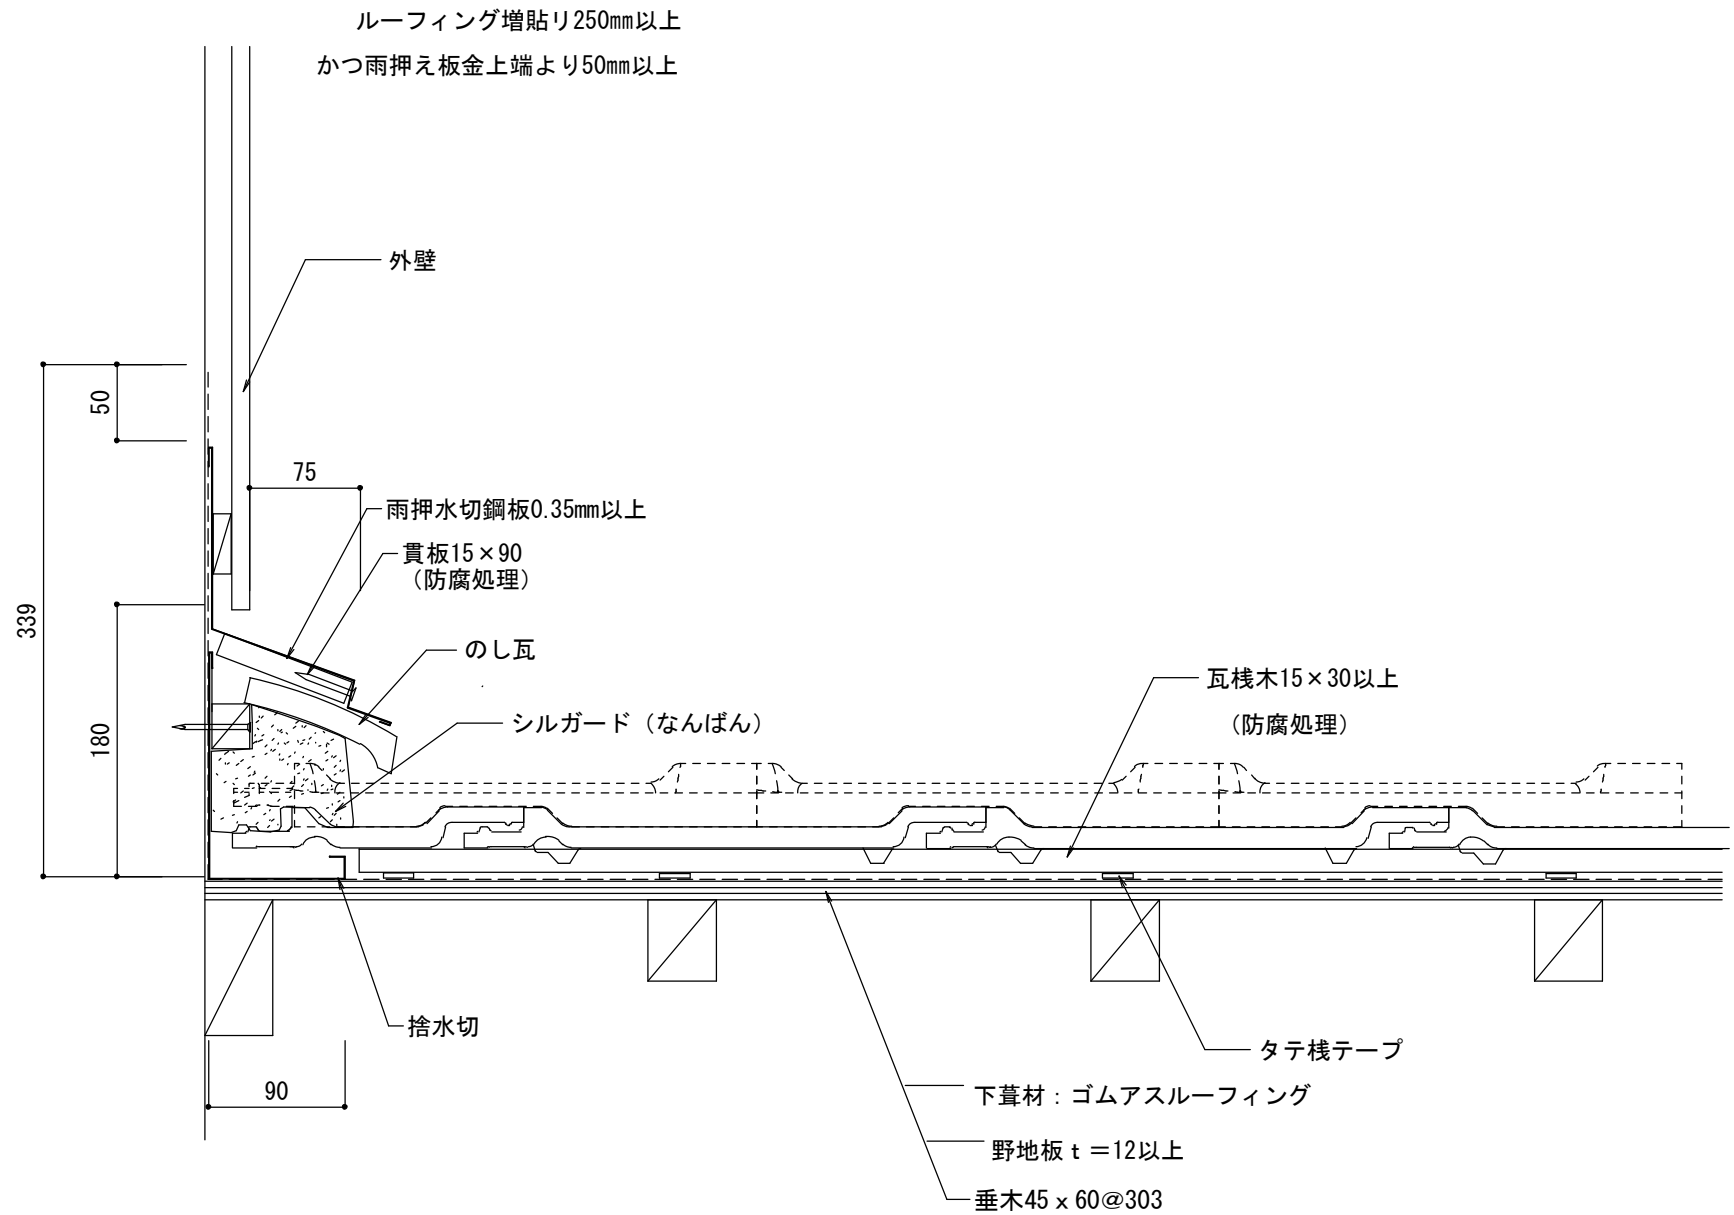 ルーフィング増貼り250mm以上
かつ雨押え板金上端より50mm以上
外壁
50
75
雨押水切鋼板0.35mm以上
貫板15×90
（防腐処理）
339
のし瓦
瓦桟木15×30以上
シルガード（なんばん）
（防腐処理）
180
捨水切
タテ桟テープ
90
下葺材：ゴムアスルーフィング
野地板ｔ＝12以上
垂木45ｘ60@303